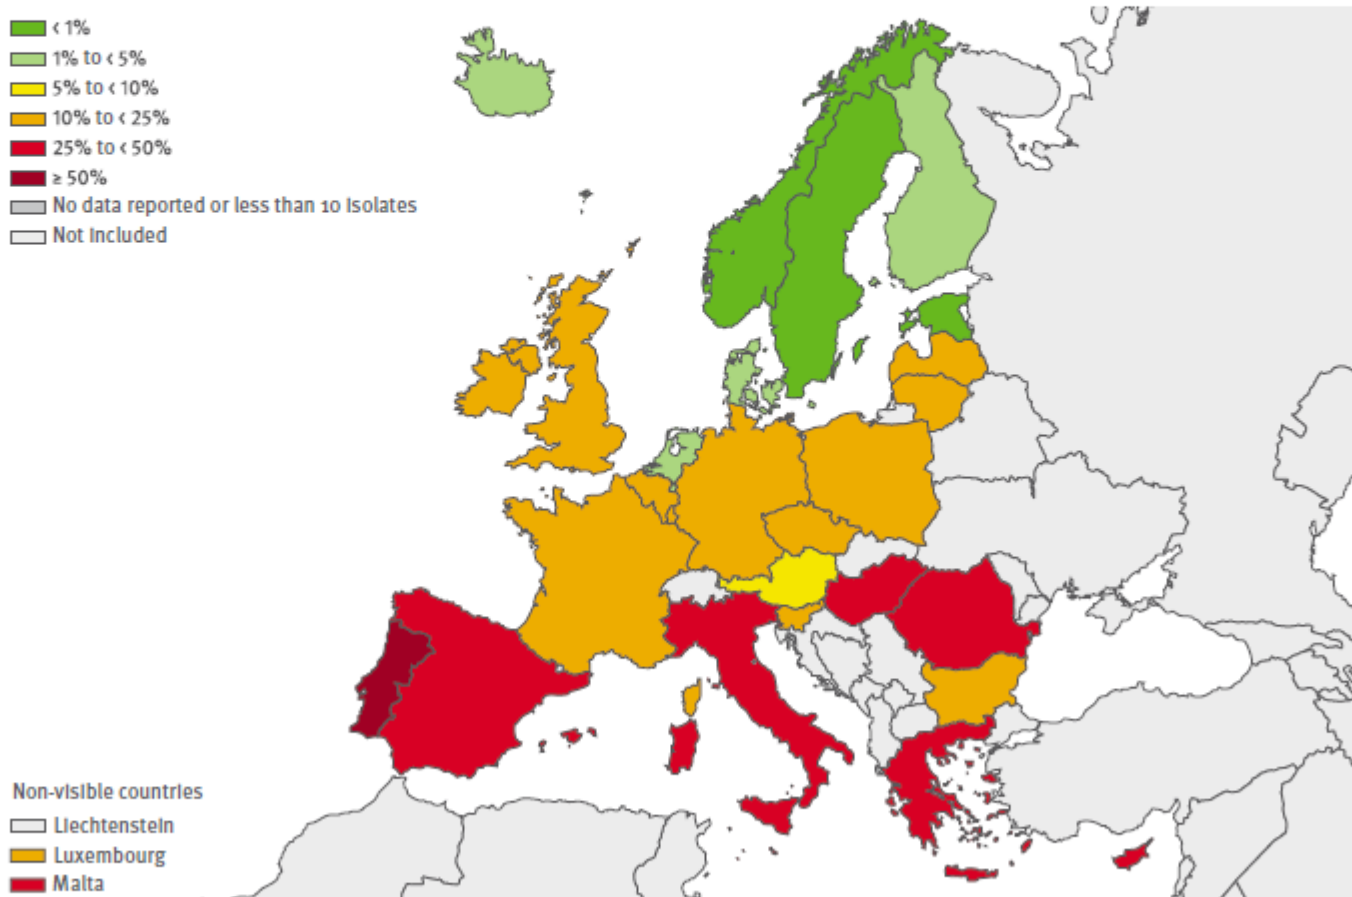 < 1%
1% to < 5%
5% to < 10%
10% to < 25%
25% to < 50%
≥ 50%
No data reported or less than 10 isolates
Not included
Non-visible countries
Liechtenstein
Luxembourg
Malta